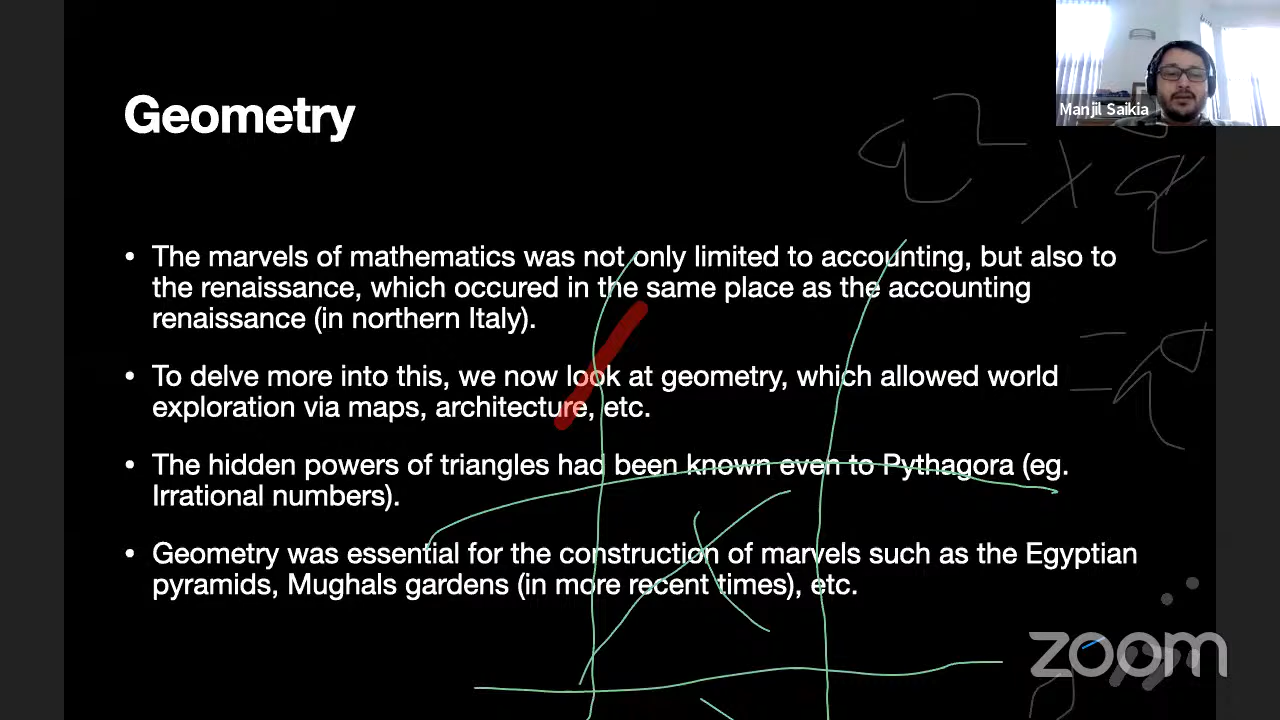 Manjil Saikia
Geometry
• The marvels of mathematics was not only limited to accounting, but also to
the renaissance, which occured in the same place as the accounting
renaissance (in northern Italy).
• To delve more into this, we now look at geometry, which allowed world
exploration via maps, architecture, etc.
• The hidden powers of triangles had been known even to Pythagora (eg.
Irrational numbers).
• Geometry was essential for the construction of marvels such as the Egyptian
pyramids, Mughals gardens (in more recent times), etc.
zoom